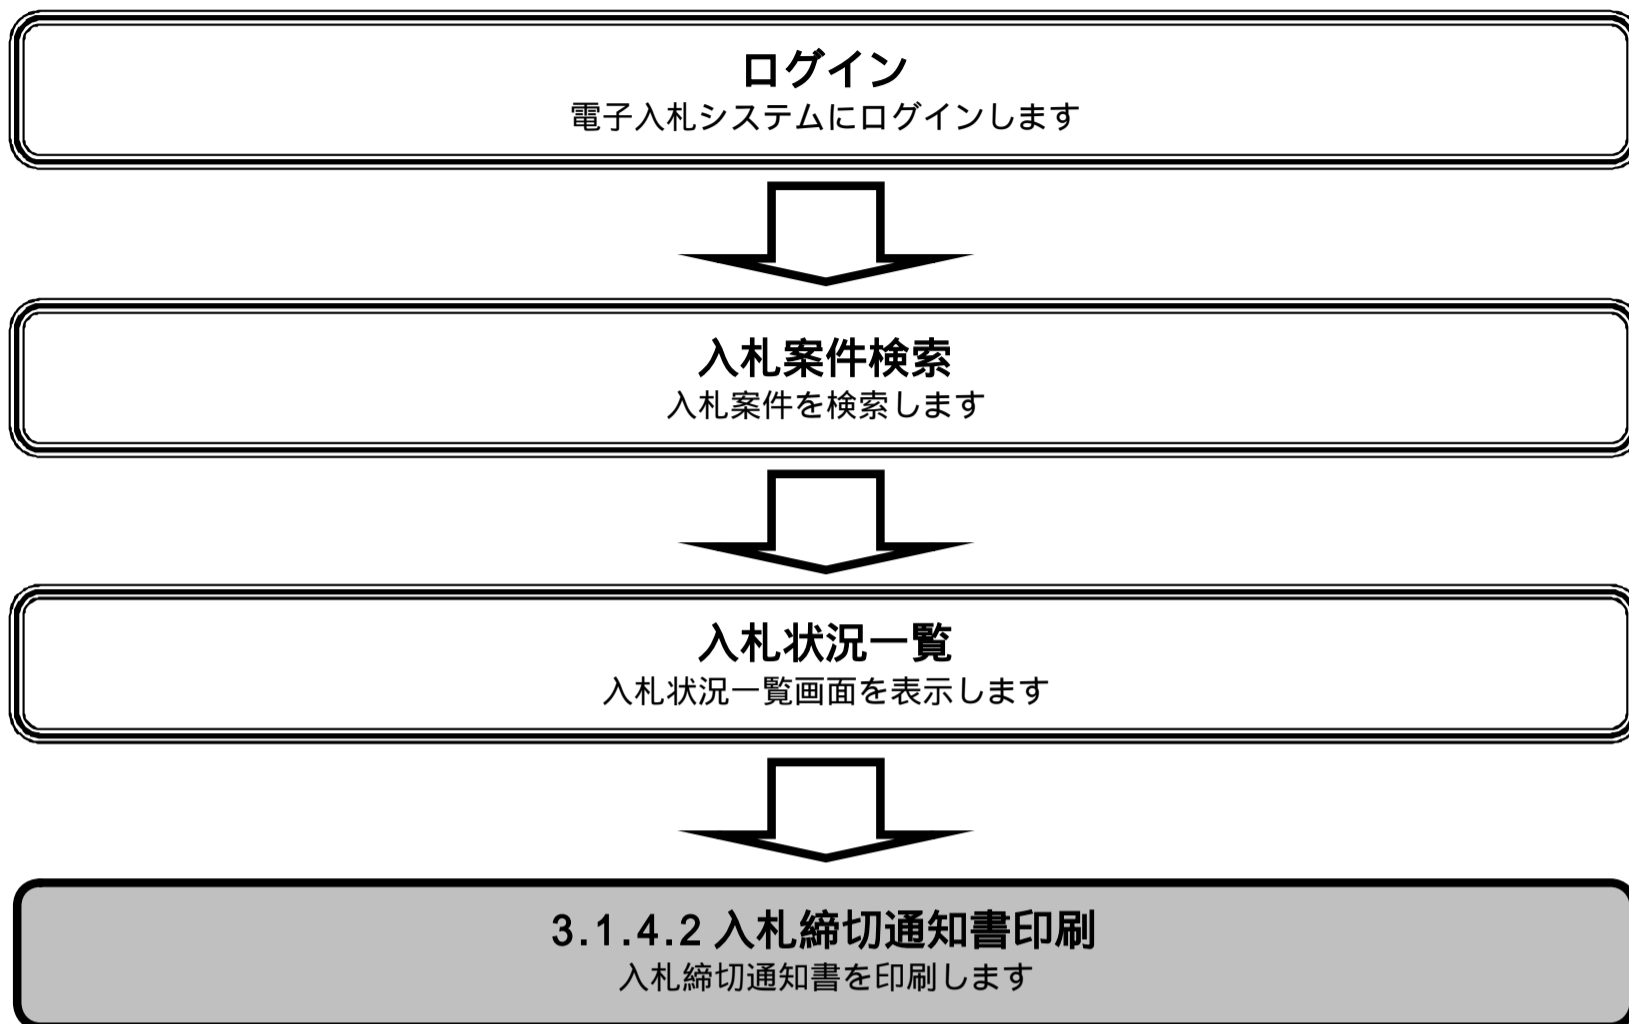 ログイン
電子入札システムにログインします
入札案件検索
入札案件を検索します
入札状況一覧
入札状況一覧画面を表示します
3.1.4.2 入札締切通知書印刷
入札締切通知書を印刷します